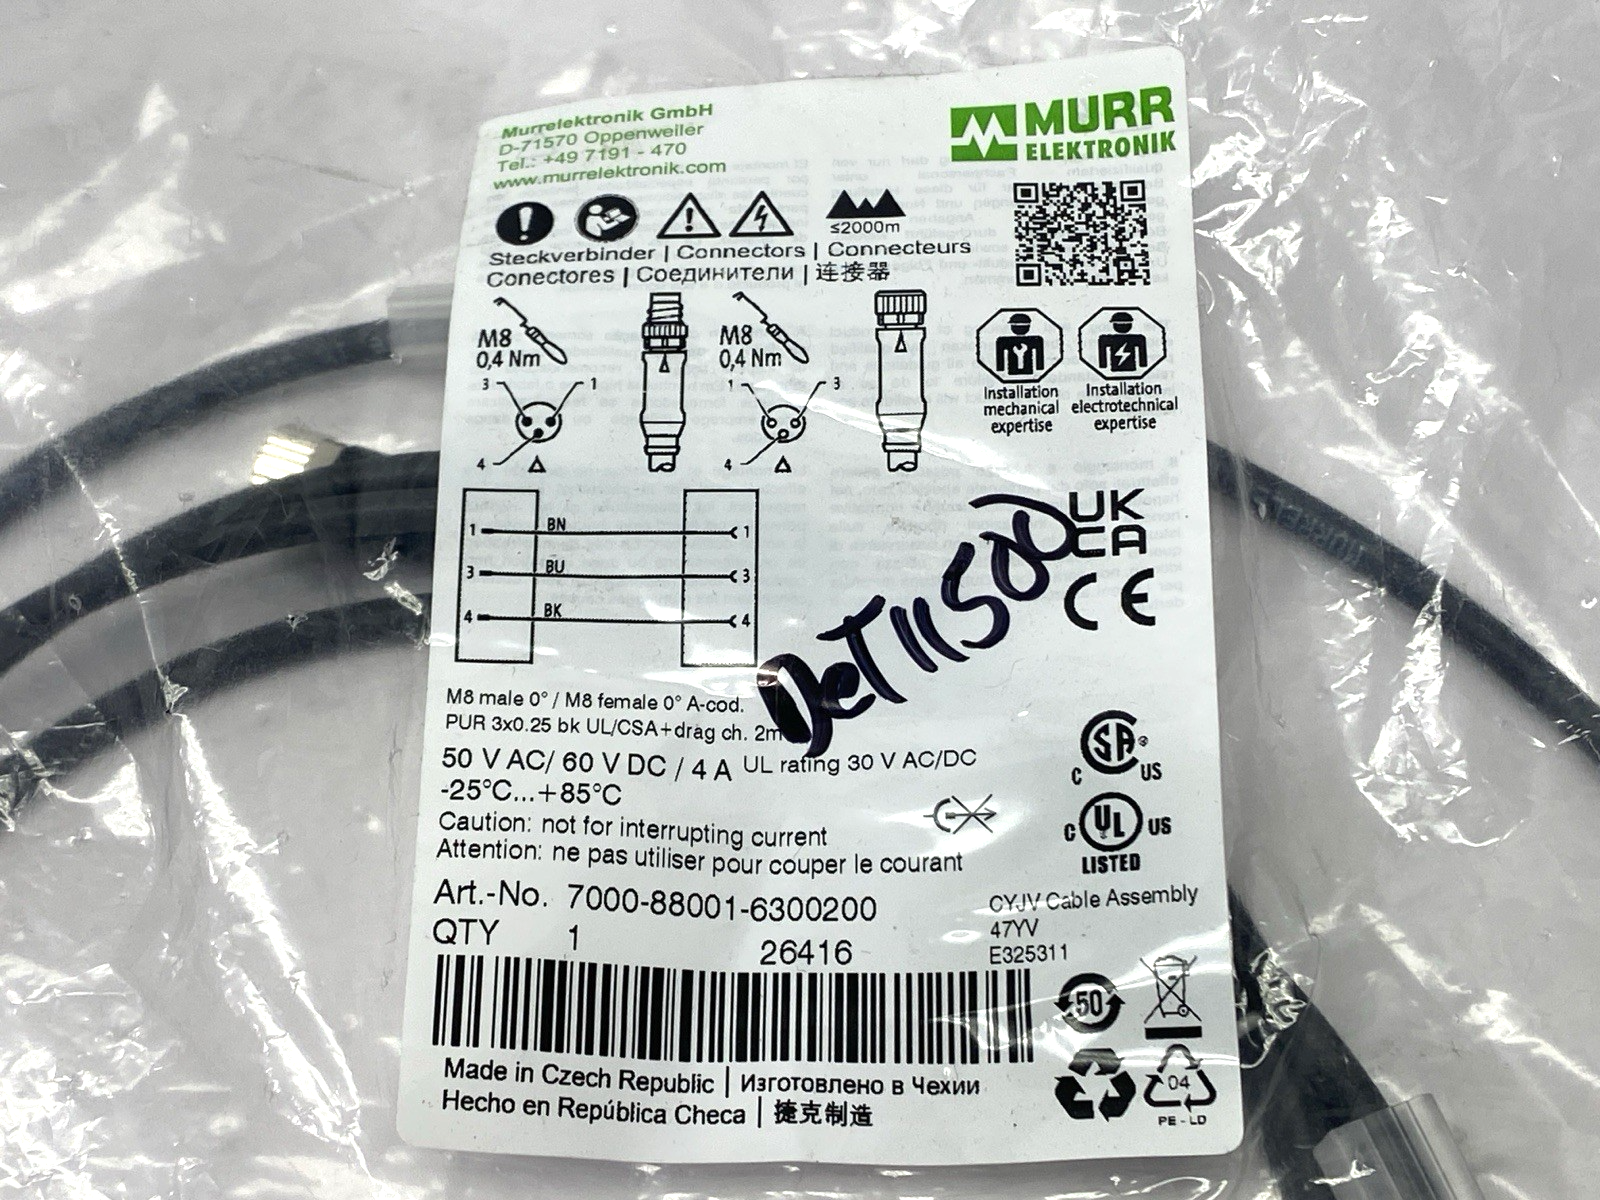 Murrelektronik GmbH
D-71570 Oppenweiler
Tel.: +49 7191 - 470
www.murrelektronik.com
MURR
ELEKTRONIK
≤2000m
Steckverbinder | Connectors | Connecteurs
Conectores | Соединители | 连接器
M8
0,4 Nm
3 1
4
M8
0,4 Nm
1 3
4
Installation
mechanical
expertise
Installation
electrotechnical
expertise
1 BN 1
3 BU 3
4 BK 4
UK
CA
CE
DeT11500
M8 male 0° / M8 female 0° A-cod.
PUR 3x0.25 bk UL/CSA+drag ch. 2m
50 V AC/ 60 V DC / 4 A UL rating 30 V AC/DC
-25°C...+85°C
Caution: not for interrupting current
Attention: ne pas utiliser pour couper le courant
C SA ® US
C UL US
LISTED
Art.-No. 7000-88001-6300200
QTY 1 26416
CYJV Cable Assembly
47YV
E325311
50
Made in Czech Republic | Изготовлено в Чехии
Hecho en República Checa | 捷克制造
04
PE-LD